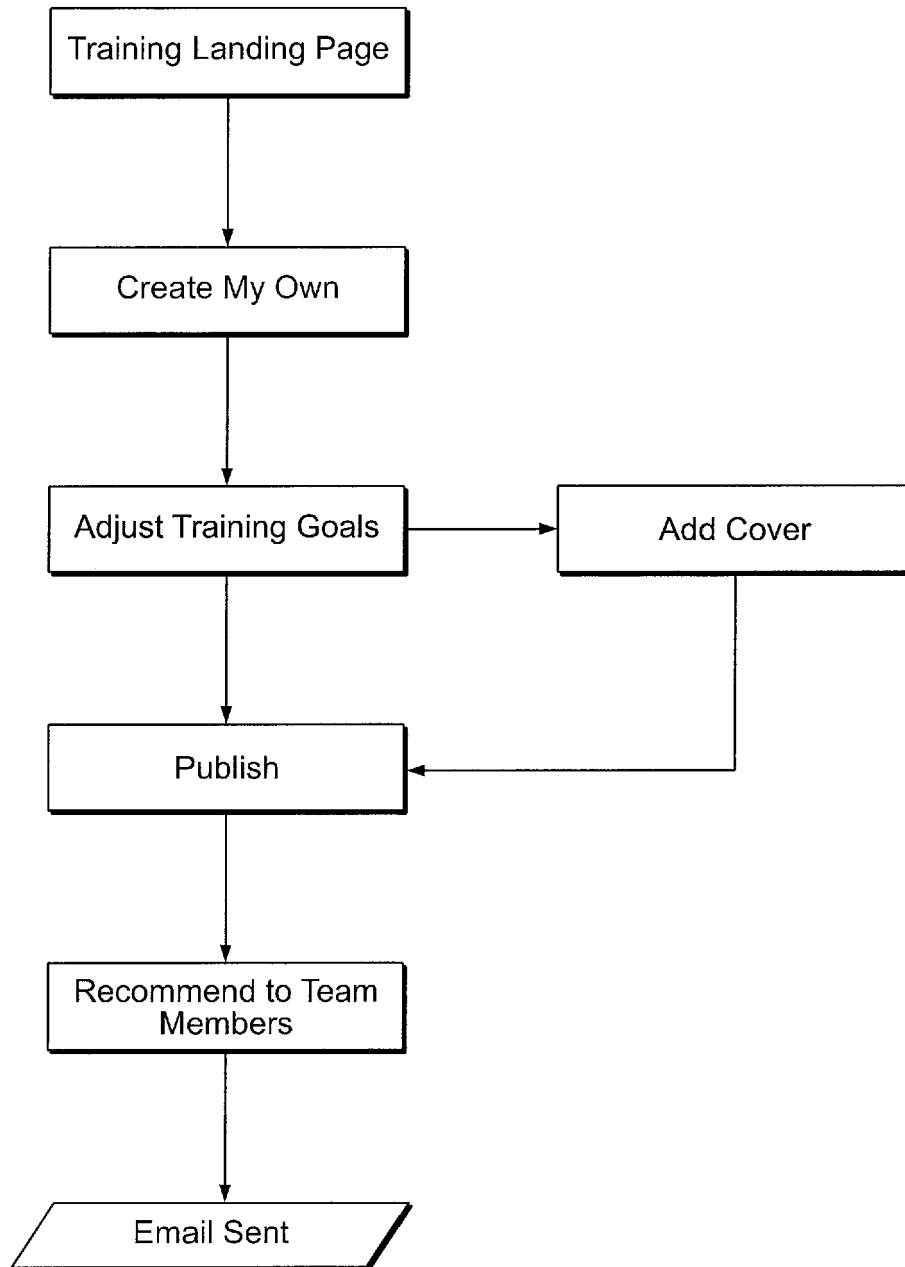 Training Landing Page
Create My Own
Adjust Training Goals
Add Cover
Publish
Recommend to Team
Members
Email Sent